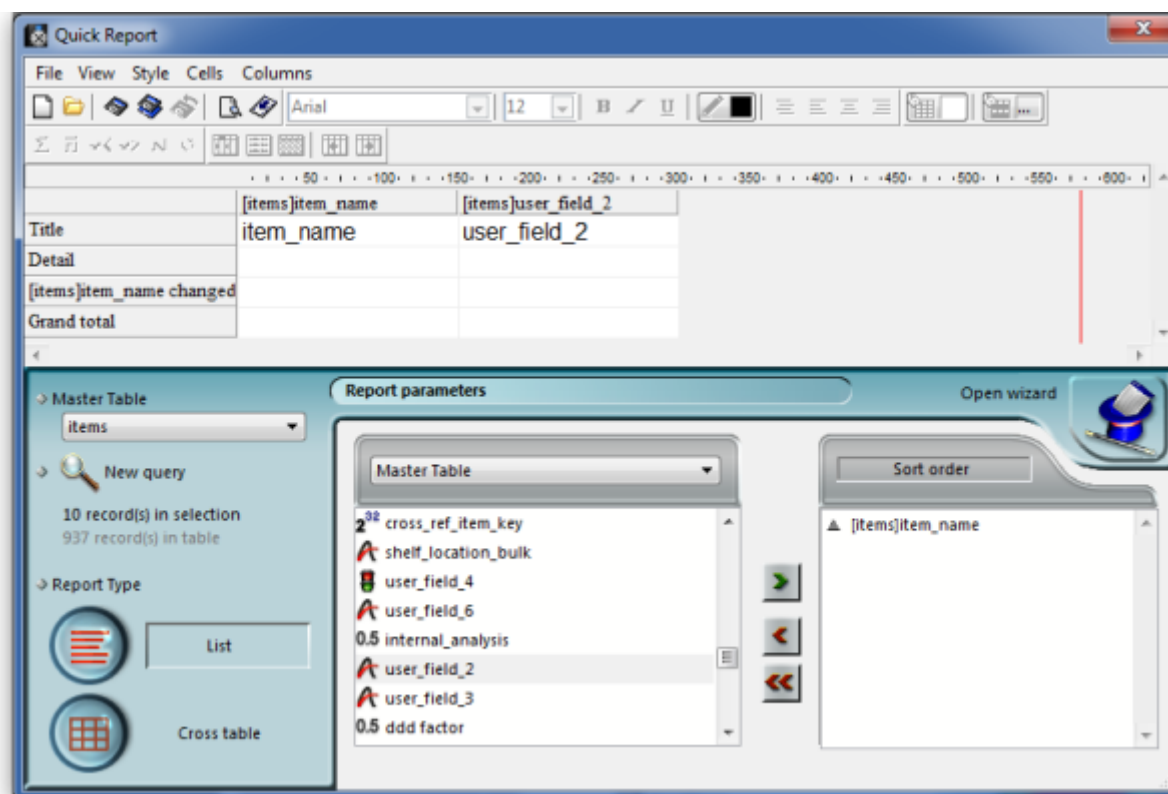 Quick Report
File View Style Cells Columns
Arial 12 B I U
50 100 150 200 250 300 350 400 450 500 550 600
[items]item_name [items]user_field_2
Title item_name user_field_2
Detail
[items]item_name changed
Grand total
Master Table
items
New query
10 record(s) in selection
937 record(s) in table
Report Type
List
Cross table
Report parameters
Open wizard
Master Table
2^32 cross_ref_item_key
A shelf_location_bulk
user_field_4
A user_field_6
0.5 internal_analysis
A user_field_2
A user_field_3
0.5 ddd factor
Sort order
[items]item_name